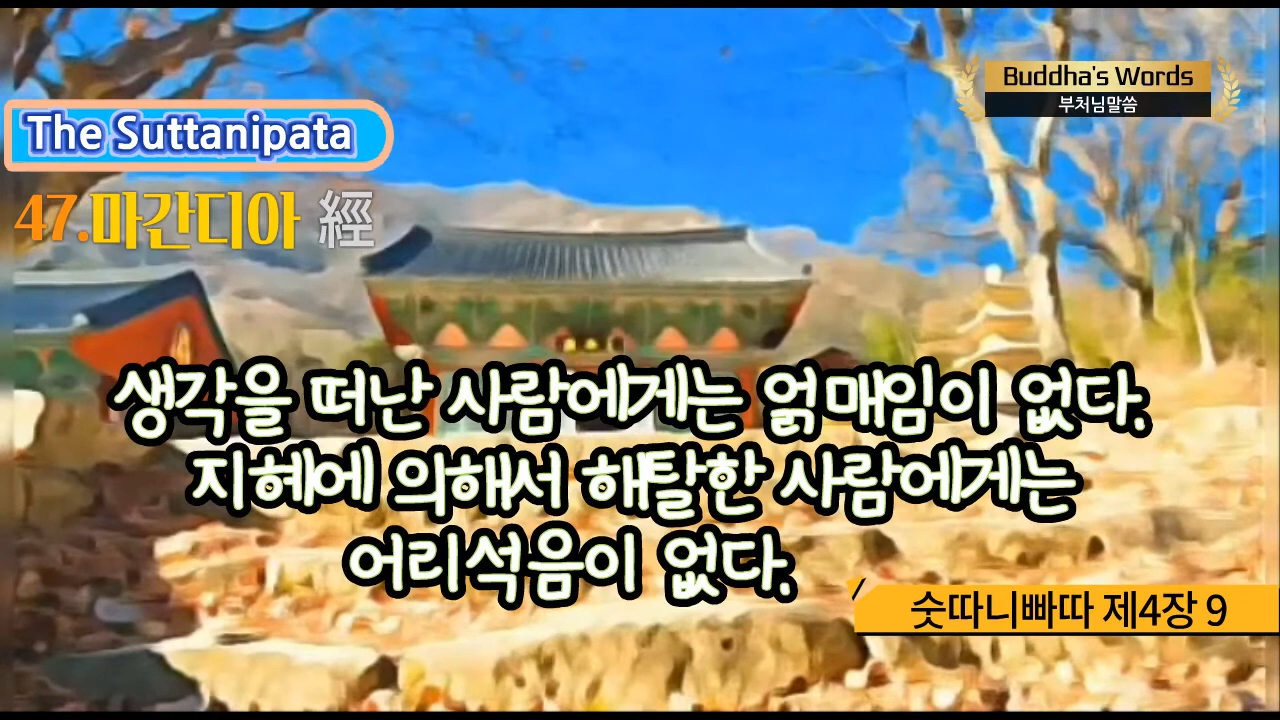 Buddha's Words
부처님말씀
The Suttanipata
47.마간디아 經
생각을 떠난 사람에게는 얽매임이 없다.
지혜에 의해서 해탈한 사람에게는
어리석음이 없다.
숫따니빠따 제4장 9